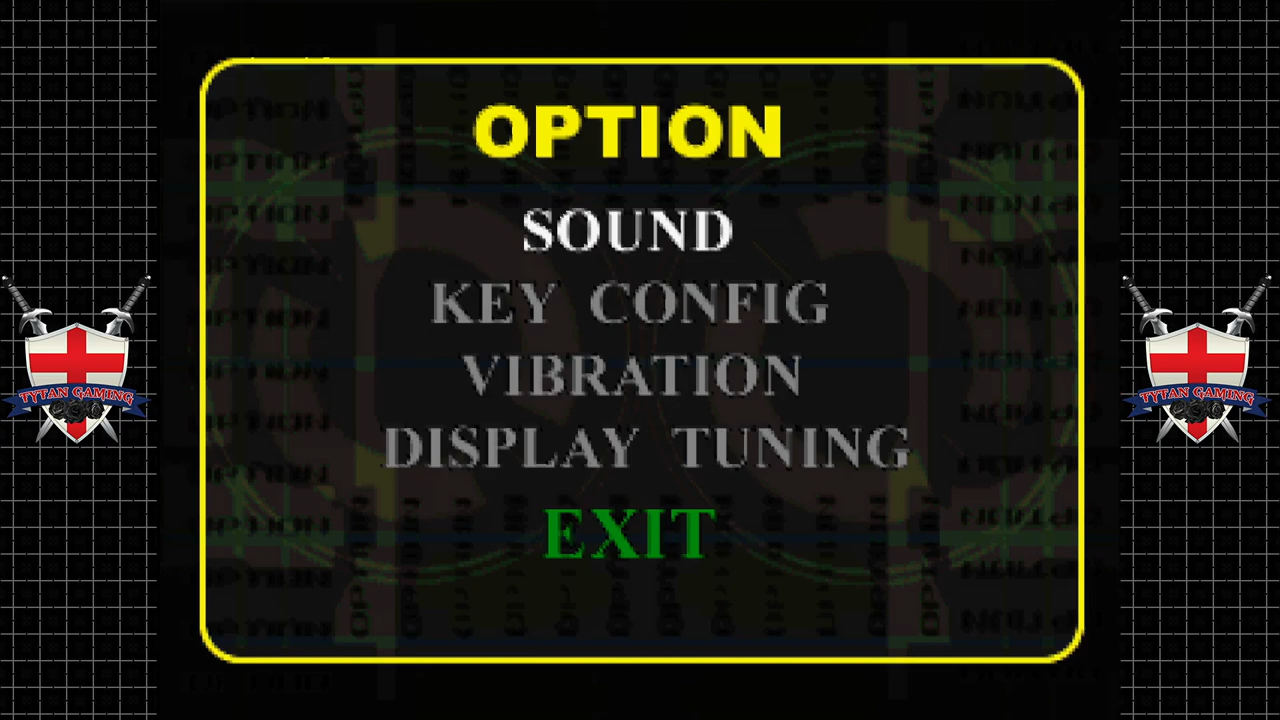 OPTION
SOUND
KEY CONFIG
VIBRATION
DISPLAY TUNING
EXIT
TYTAN GAMING
TYTAN GAMING